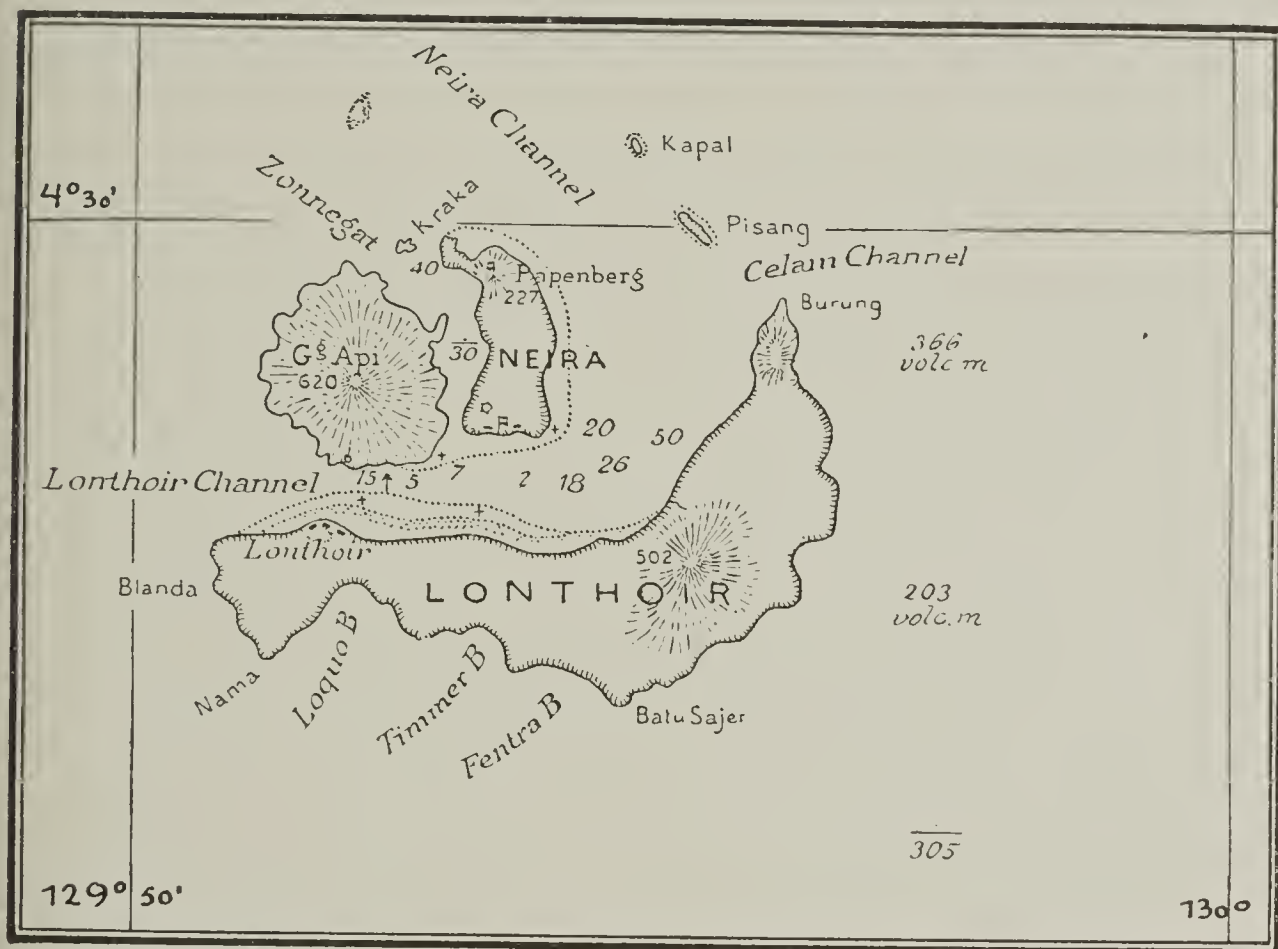 Neira Channel
Kapal
Zonnegat
4°30'
Kraka
Pisang
Celam Channel
40
Papenberg
227
Burung
Gg Api
620
30
NEIRA
366
volc m
F
20
50
Lonthoir Channel
15
5
7
2
18
26
Lonthoir
502
Blanda
LONTHOIR
203
volc. m
Nama
Loquo B
Timmer B
Fentra B
Batu Sajer
305
129° 50'
130°